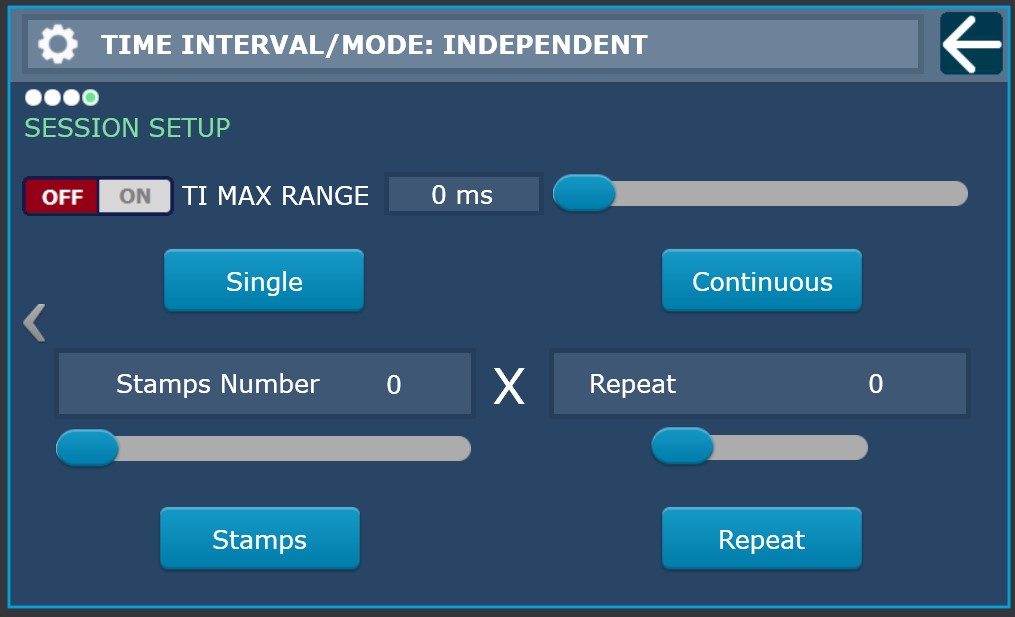 TIME INTERVAL/MODE: INDEPENDENT
SESSION SETUP
OFF ON TI MAX RANGE 0 ms
Single Continuous
Stamps Number 0 X Repeat 0
Stamps Repeat